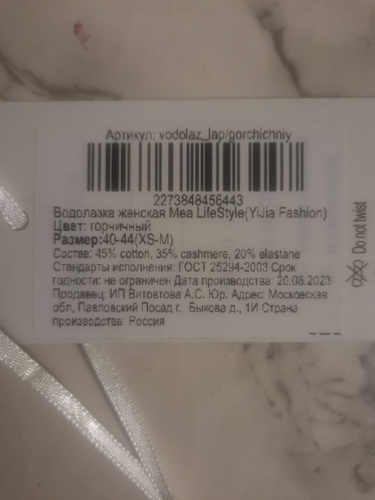 Артикул: vodolaz_lap/gorchichniy
2273848456443
Водолазка женская Mea LifeStyle(YiJia Fashion)
Цвет: горчичный
Размер:40-44(XS-M)
Состав: 45% cotton, 35% cashmere, 20% elastane
Стандарты исполнения: ГОСТ 25294-2003 Срок
годности: не ограничен Дата производства: 20.08.2023
Продавец: ИП Витовтова А.С. Юр. Адрес: Московская
обл, Павловский Посад г., Быкова д., 1И Страна
производства: Россия
Do not twist